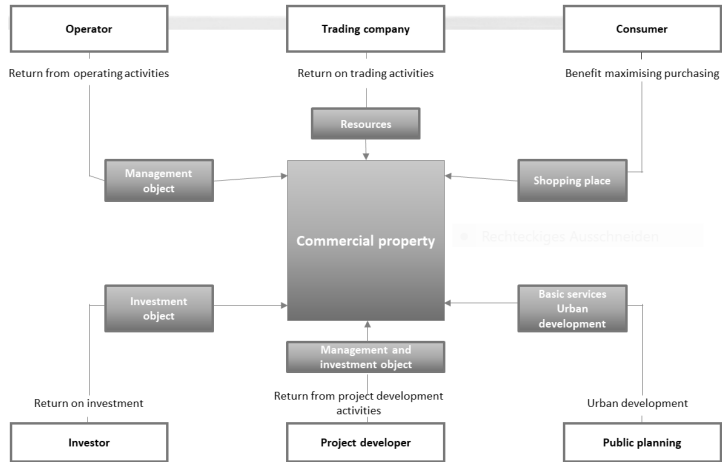 Operator
Trading company
Consumer
Return from operating activities
Return on trading activities
Benefit maximising purchasing
Resources
Management
object
Shopping place
Commercial property
Rechteckiges Ausschneiden
Investment
object
Basic services
Urban
development
Management and
investment object
Return on investment
Return from project development
activities
Urban development
Investor
Project developer
Public planning